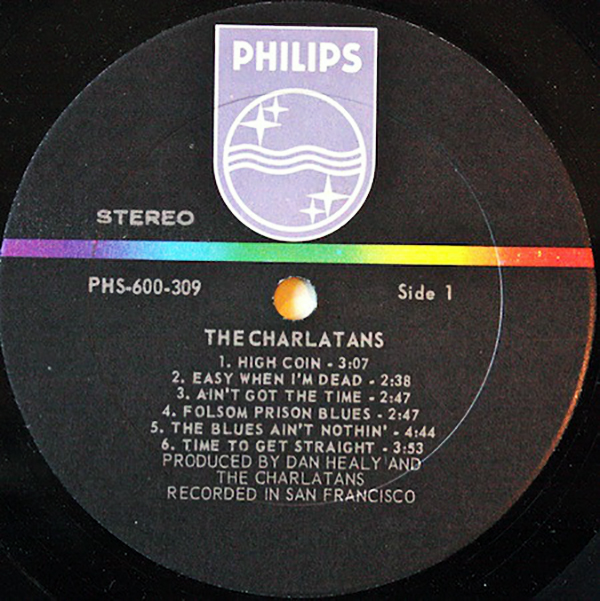 PHILIPS
STEREO
PHS-600-309
Side 1
THE CHARLATANS
1. HIGH COIN - 3:07
2. EASY WHEN I'M DEAD - 2:38
3. AIN'T GOT THE TIME - 2:47
4. FOLSOM PRISON BLUES - 2:47
5. THE BLUES AIN'T NOTHIN' - 4:44
6. TIME TO GET STRAIGHT - 3:53
PRODUCED BY DAN HEALY AND
THE CHARLATANS
RECORDED IN SAN FRANCISCO